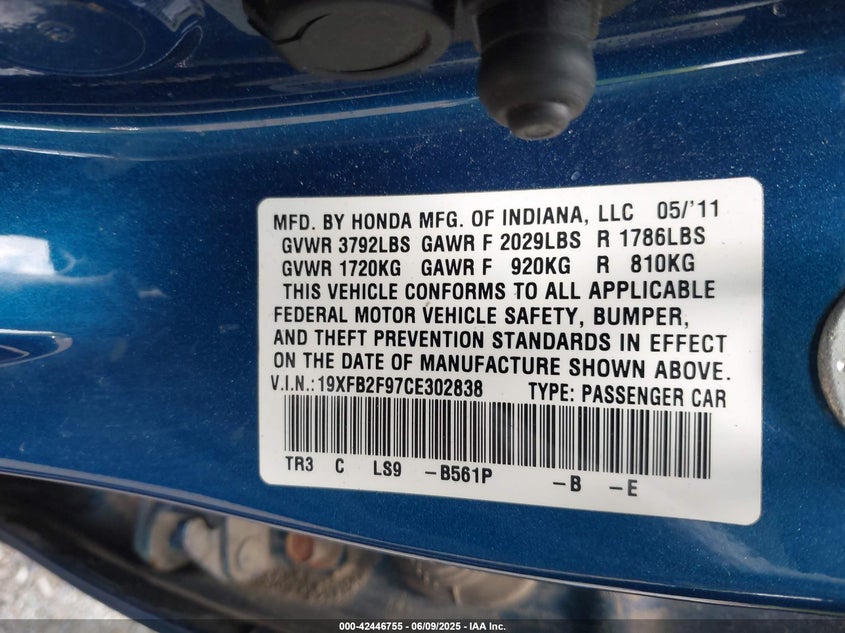 MFD. BY HONDA MFG. OF INDIANA, LLC 05/'11
GVWR 3792LBS GAWR F 2029LBS R 1786LBS
GVWR 1720KG GAWR F 920KG R 810KG
THIS VEHICLE CONFORMS TO ALL APPLICABLE
FEDERAL MOTOR VEHICLE SAFETY, BUMPER,
AND THEFT PREVENTION STANDARDS IN EFFECT
ON THE DATE OF MANUFACTURE SHOWN ABOVE.
V.I.N.:19XFB2F97CE302838 TYPE: PASSENGER CAR
TR3 C LS9 -B561P -B -E
000-42446755 - 06/09/2025 - IAA Inc.